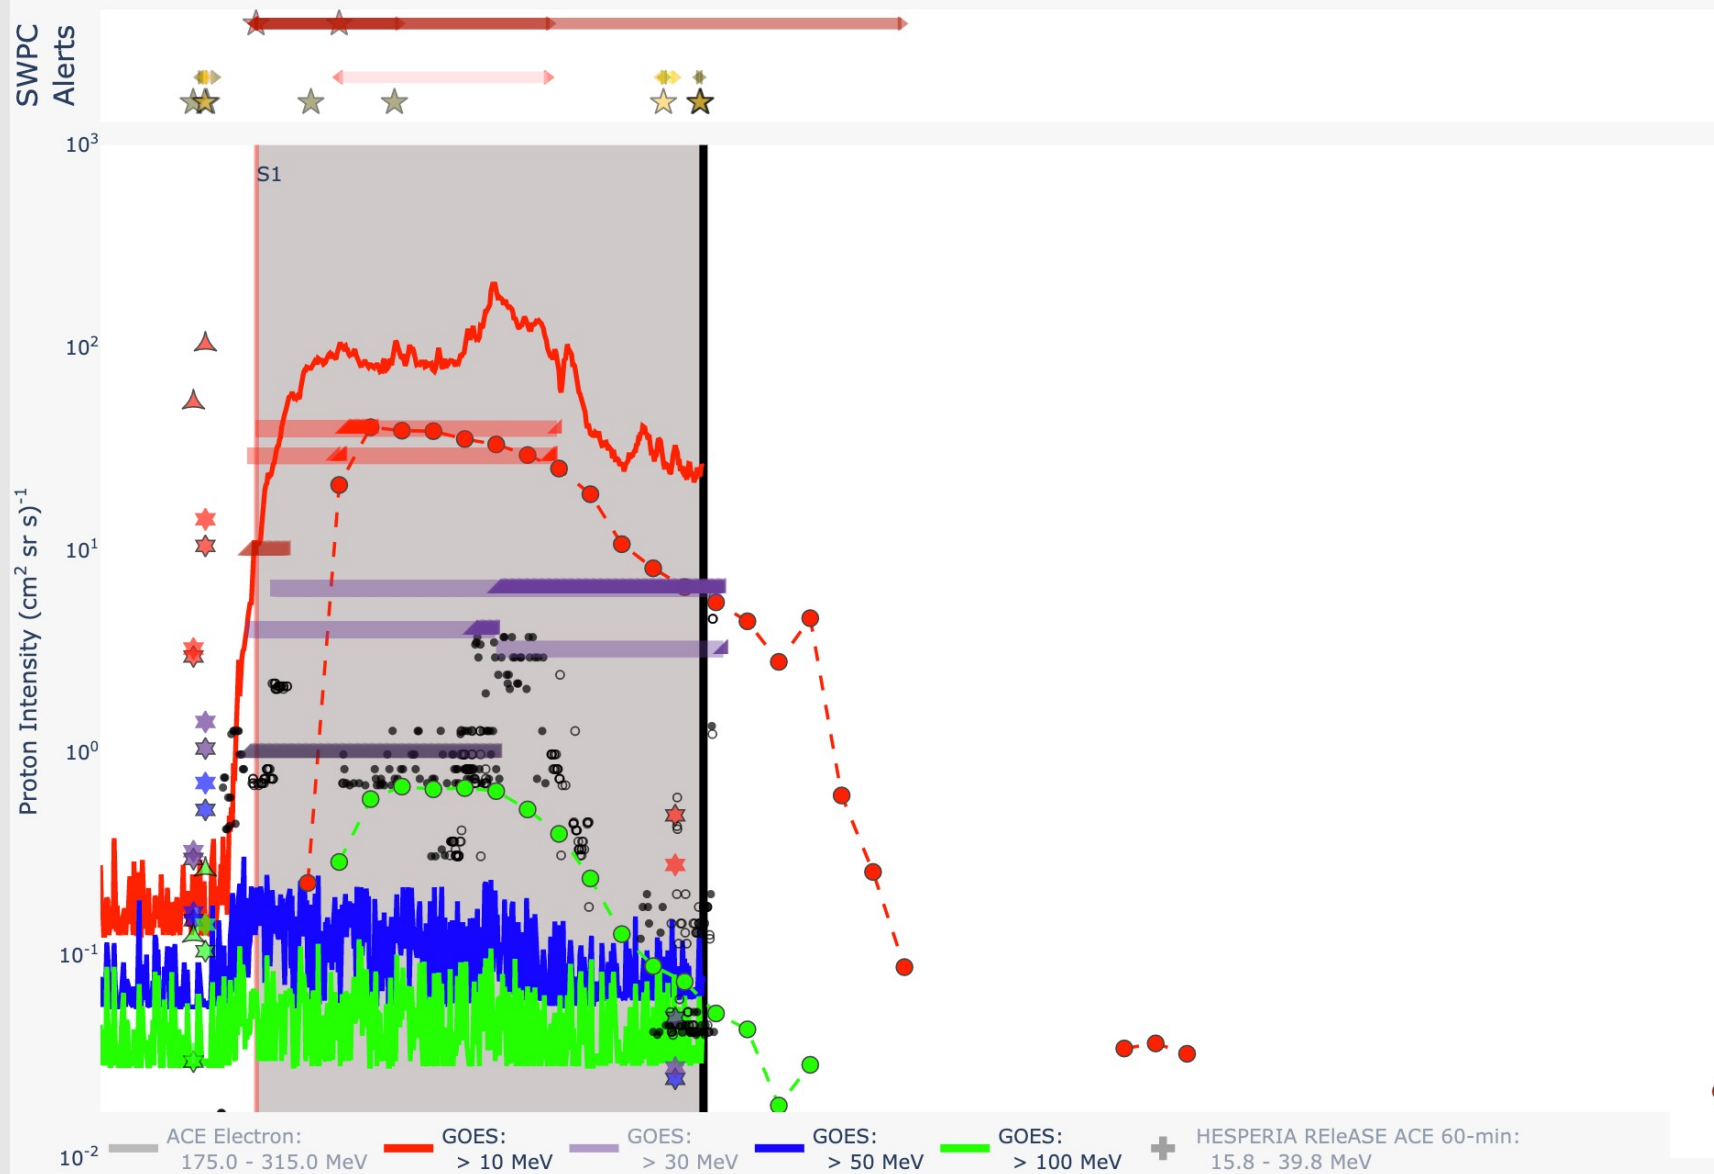 SWPC
Alerts
10³
S1
10²
10¹
10⁰
10⁻¹
10⁻²
Proton Intensity (cm² sr s)⁻¹
ACE Electron:
175.0 - 315.0 MeV
GOES:
> 10 MeV
GOES:
> 30 MeV
GOES:
> 50 MeV
GOES:
> 100 MeV
HESPERIA REleASE ACE 60-min:
15.8 - 39.8 MeV